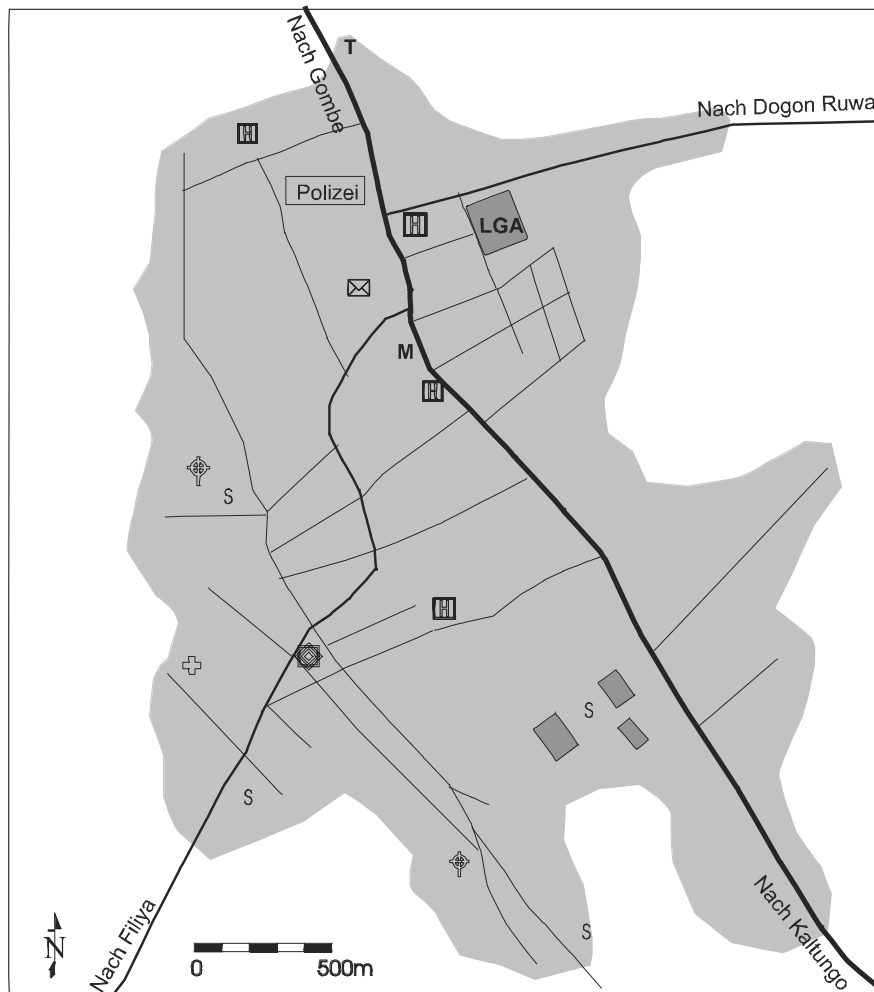 T
Nach Gombe
Nach Dogon Ruwa
H
Polizei
H
LGA
M
H
S
H
S
S
S
Nach Filiya
Nach Kaltungo
N
0 500m